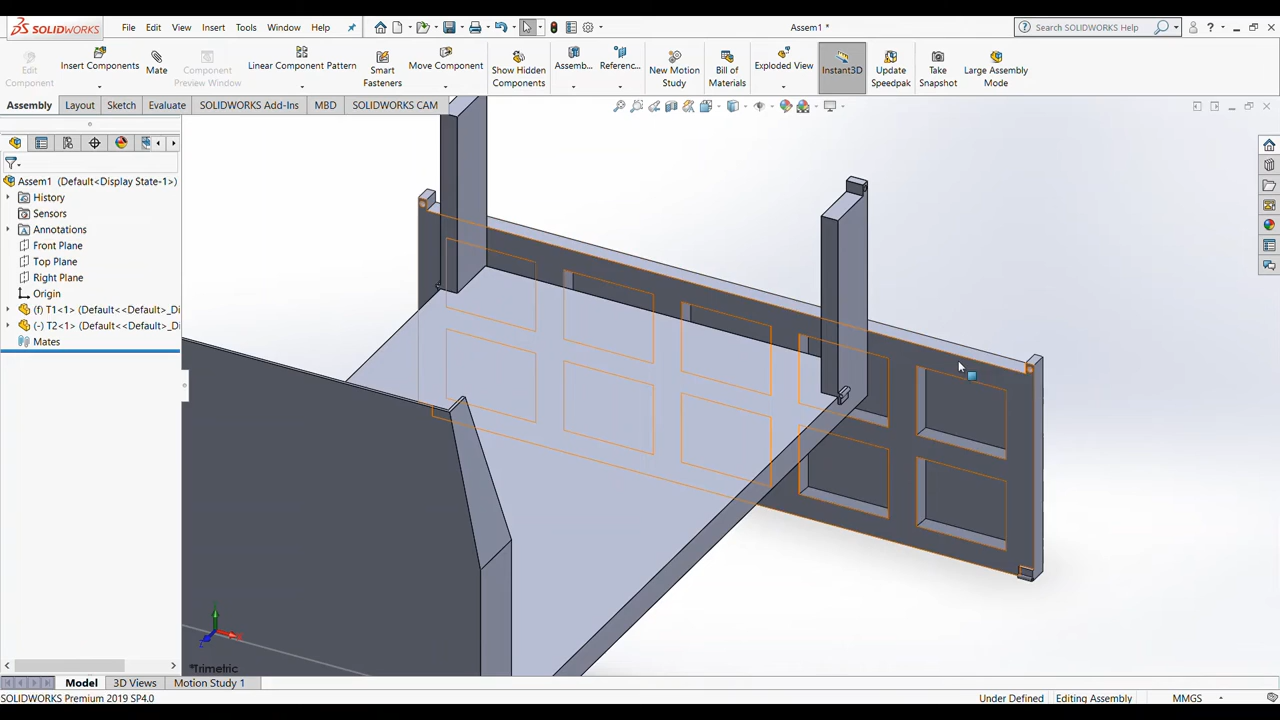 SOLIDWORKS File Edit View Insert Tools Window Help Assem1 * Search SOLIDWORKS Help
Edit Component Insert Components Mate Component Preview Window Linear Component Pattern Smart Fasteners Move Component Show Hidden Components Assemb... Referenc... New Motion Study Bill of Materials Exploded View Instant3D Update Speedpak Take Snapshot Large Assembly Mode
Assembly Layout Sketch Evaluate SOLIDWORKS Add-Ins MBD SOLIDWORKS CAM
Assem1 (Default<Display State-1>)
History
Sensors
Annotations
Front Plane
Top Plane
Right Plane
Origin
(f) T1<1> (Default<<Default>_Di
(-) T2<1> (Default<<Default>_Di
Mates
*Trimetric
Model 3D Views Motion Study 1
SOLIDWORKS Premium 2019 SP4.0 Under Defined Editing Assembly MMGS